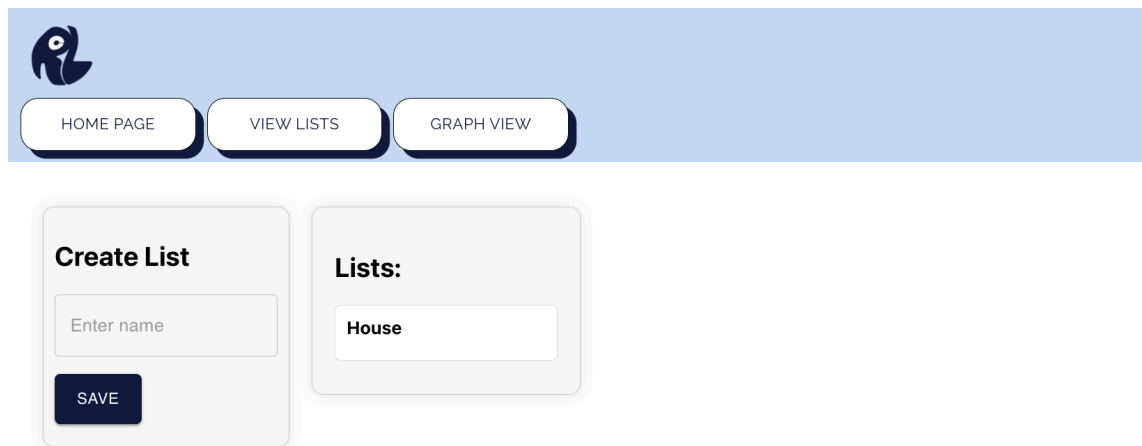 HOME PAGE
VIEW LISTS
GRAPH VIEW
Create List
Enter name
SAVE
Lists:
House